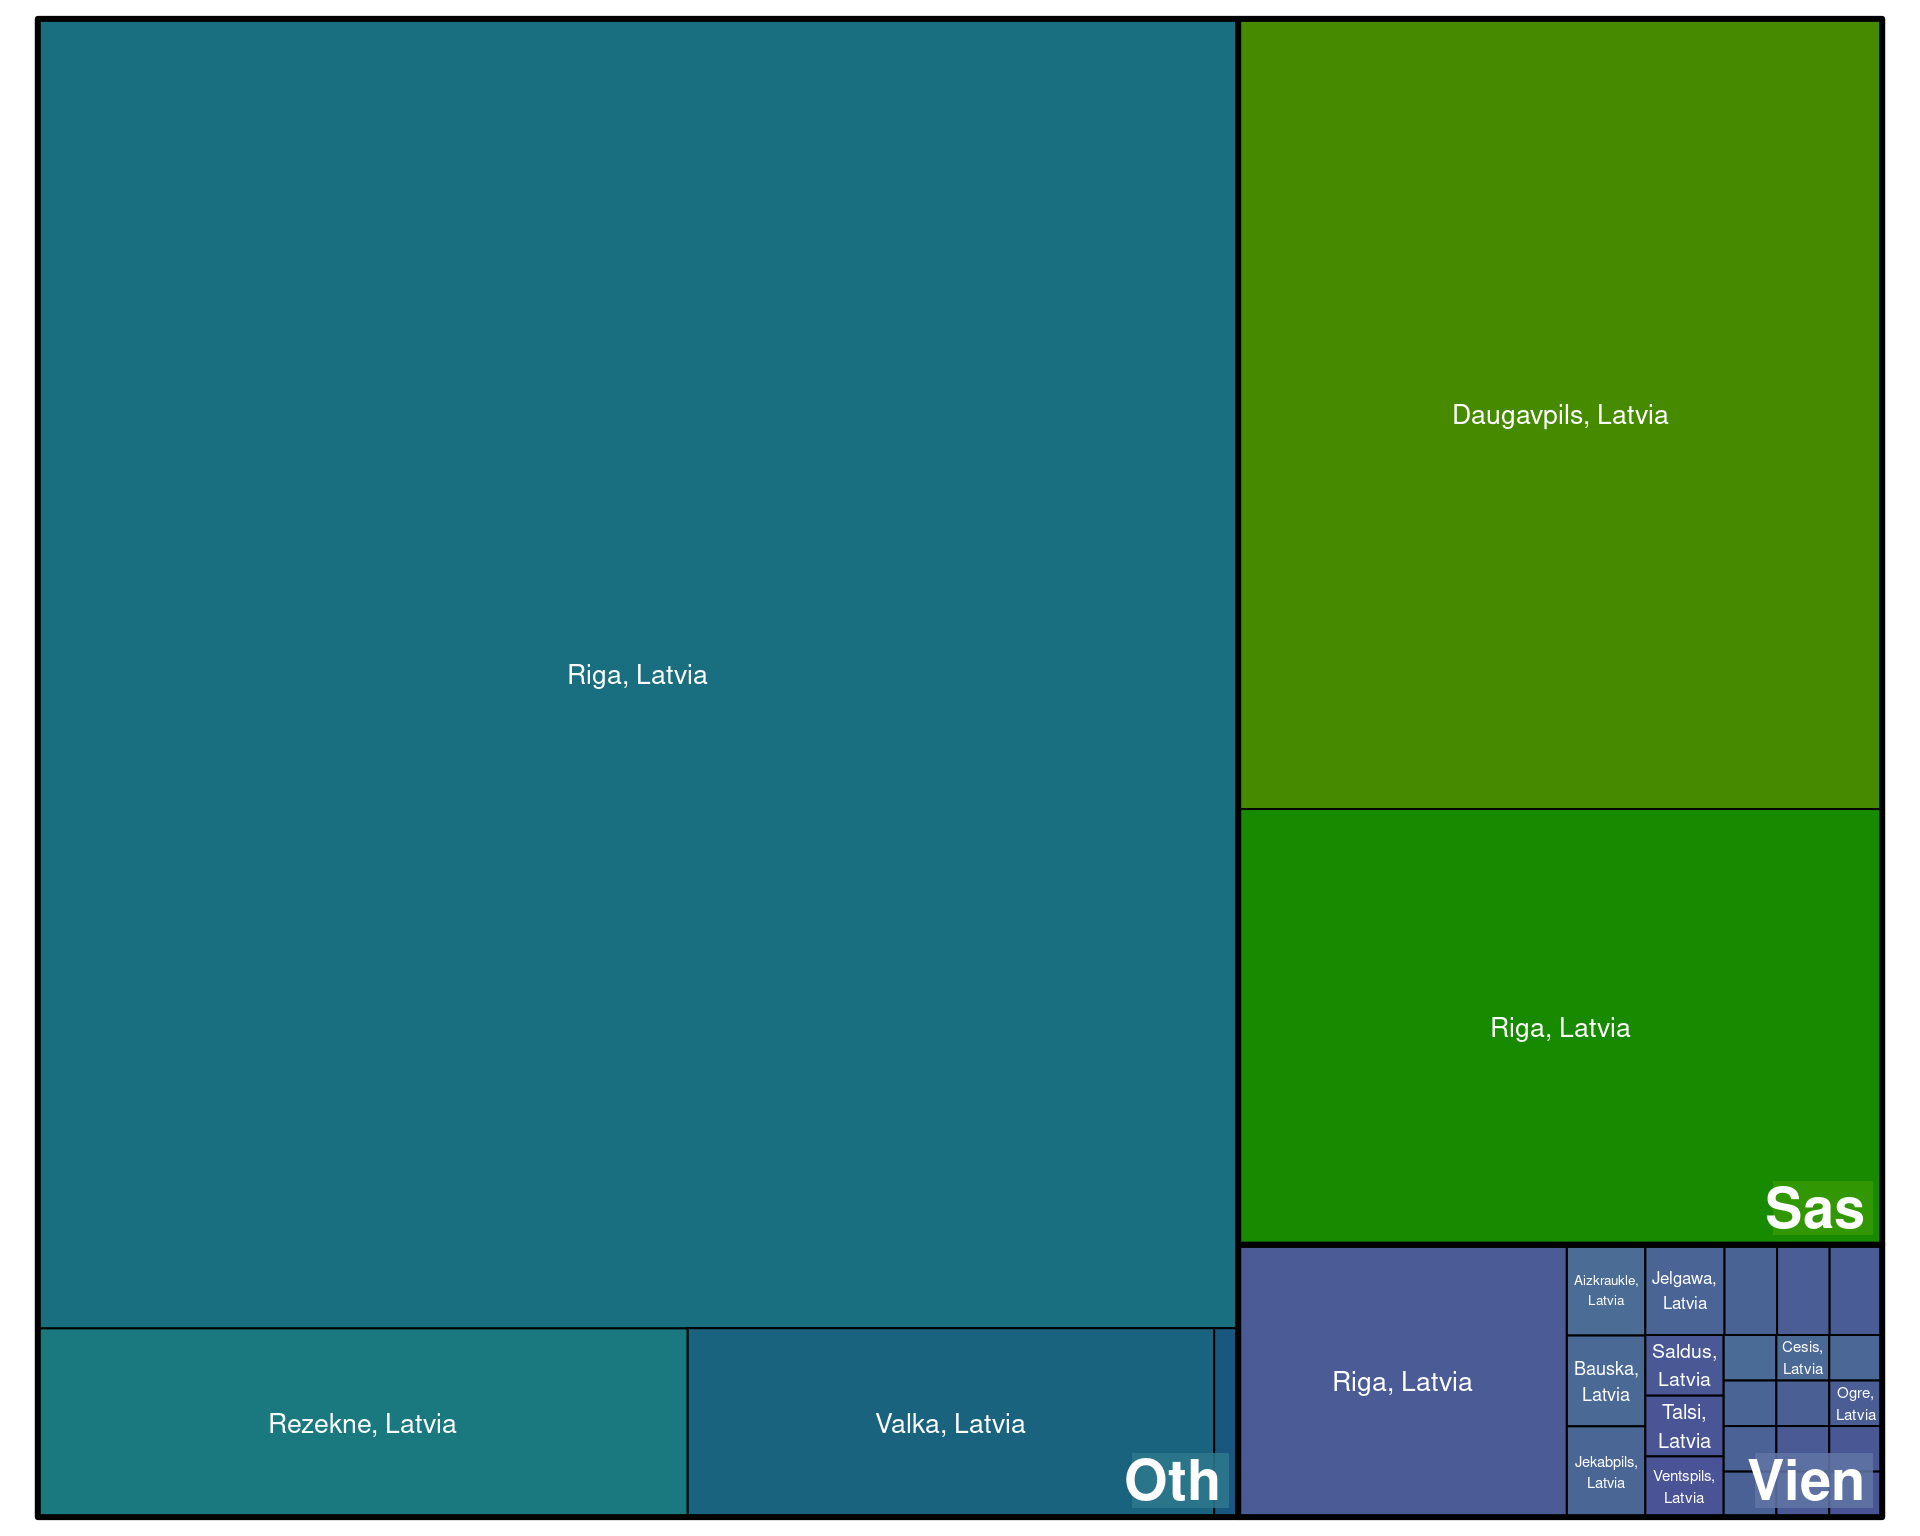 Riga, Latvia
Rezekne, Latvia
Valka, Latvia
Oth
Daugavpils, Latvia
Riga, Latvia
Sas
Riga, Latvia
Aizkraukle,
Latvia
Bauska,
Latvia
Jekabpils,
Latvia
Jelgawa,
Latvia
Saldus,
Latvia
Talsi,
Latvia
Ventspils,
Latvia
Cesis,
Latvia
Ogre,
Latvia
Vien